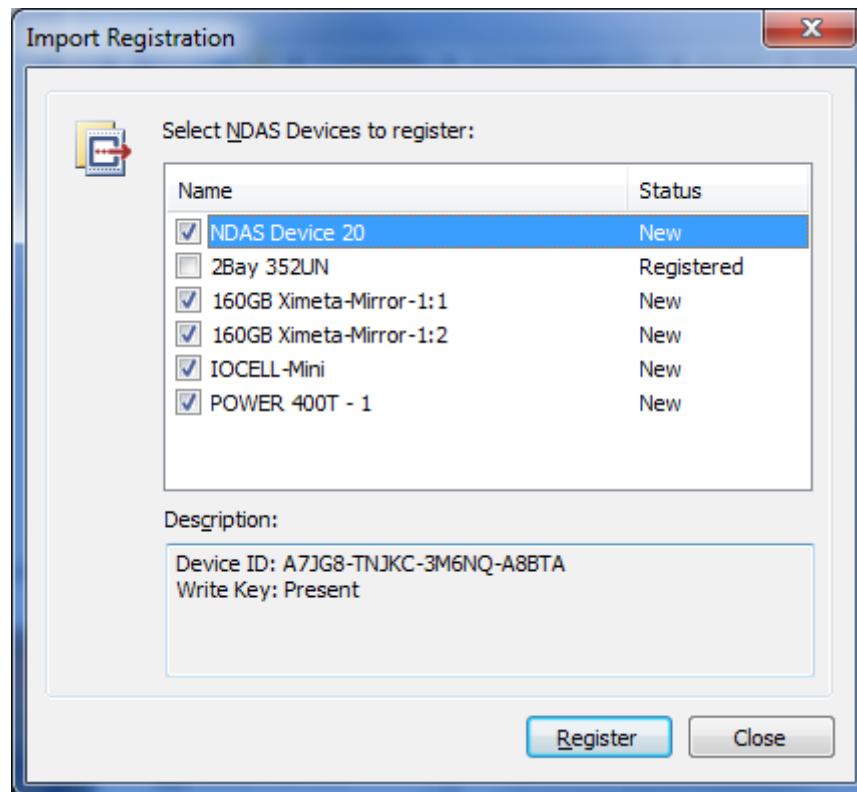 Import Registration
Select NDAS Devices to register:
Name Status
NDAS Device 20 New
2Bay 352UN Registered
160GB Ximeta-Mirror-1:1 New
160GB Ximeta-Mirror-1:2 New
IOCELL-Mini New
POWER 400T - 1 New
Description:
Device ID: A7JG8-TNJKC-3M6NQ-A8BTA
Write Key: Present
Register Close